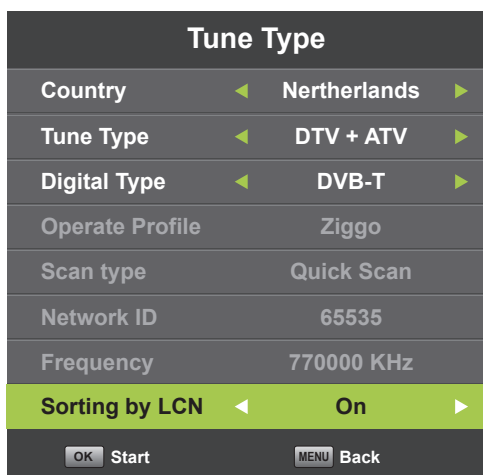 Tune Type
Country Nertherlands
Tune Type DTV + ATV
Digital Type DVB-T
Operate Profile Ziggo
Scan type Quick Scan
Network ID 65535
Frequency 770000 KHz
Sorting by LCN On
OK Start MENU Back